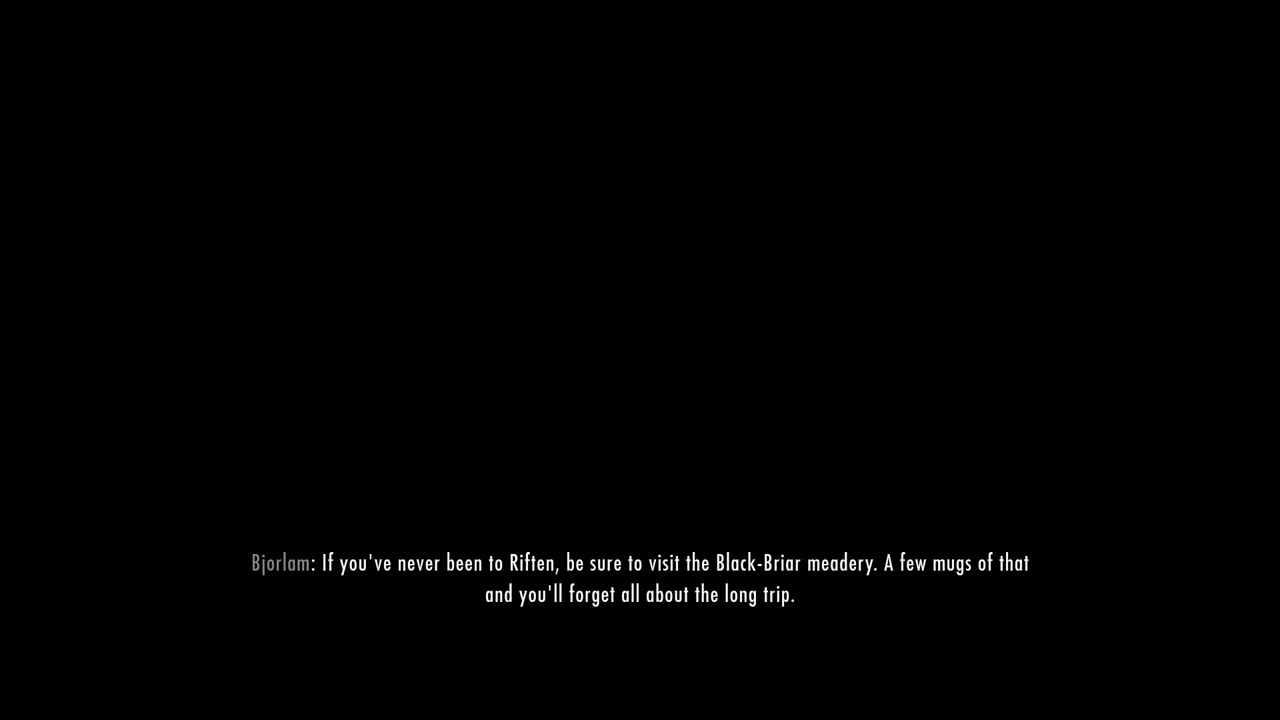 Bjorlam: If you've never been to Riften, be sure to visit the Black-Briar meadery. A few mugs of that
and you'll forget all about the long trip.